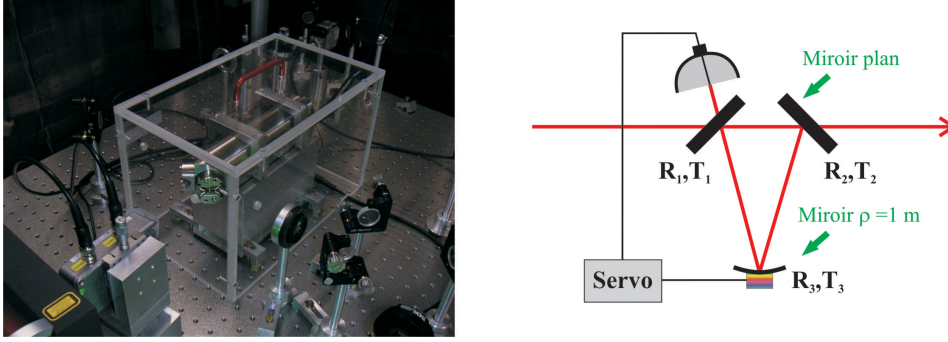 Miroir plan
R₁,T₁
R₂,T₂
Miroir ρ =1 m
Servo
R₃,T₃